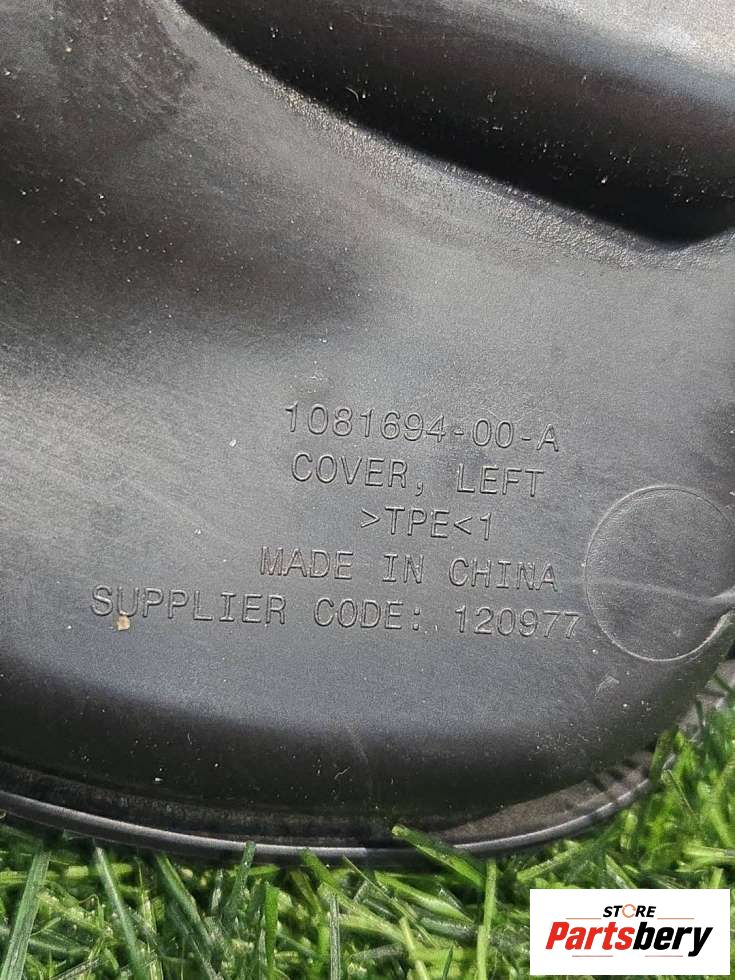 1081694-00-A
COVER, LEFT
>TPE<1
MADE IN CHINA
SUPPLIER CODE: 120977
STORE
Partsbery